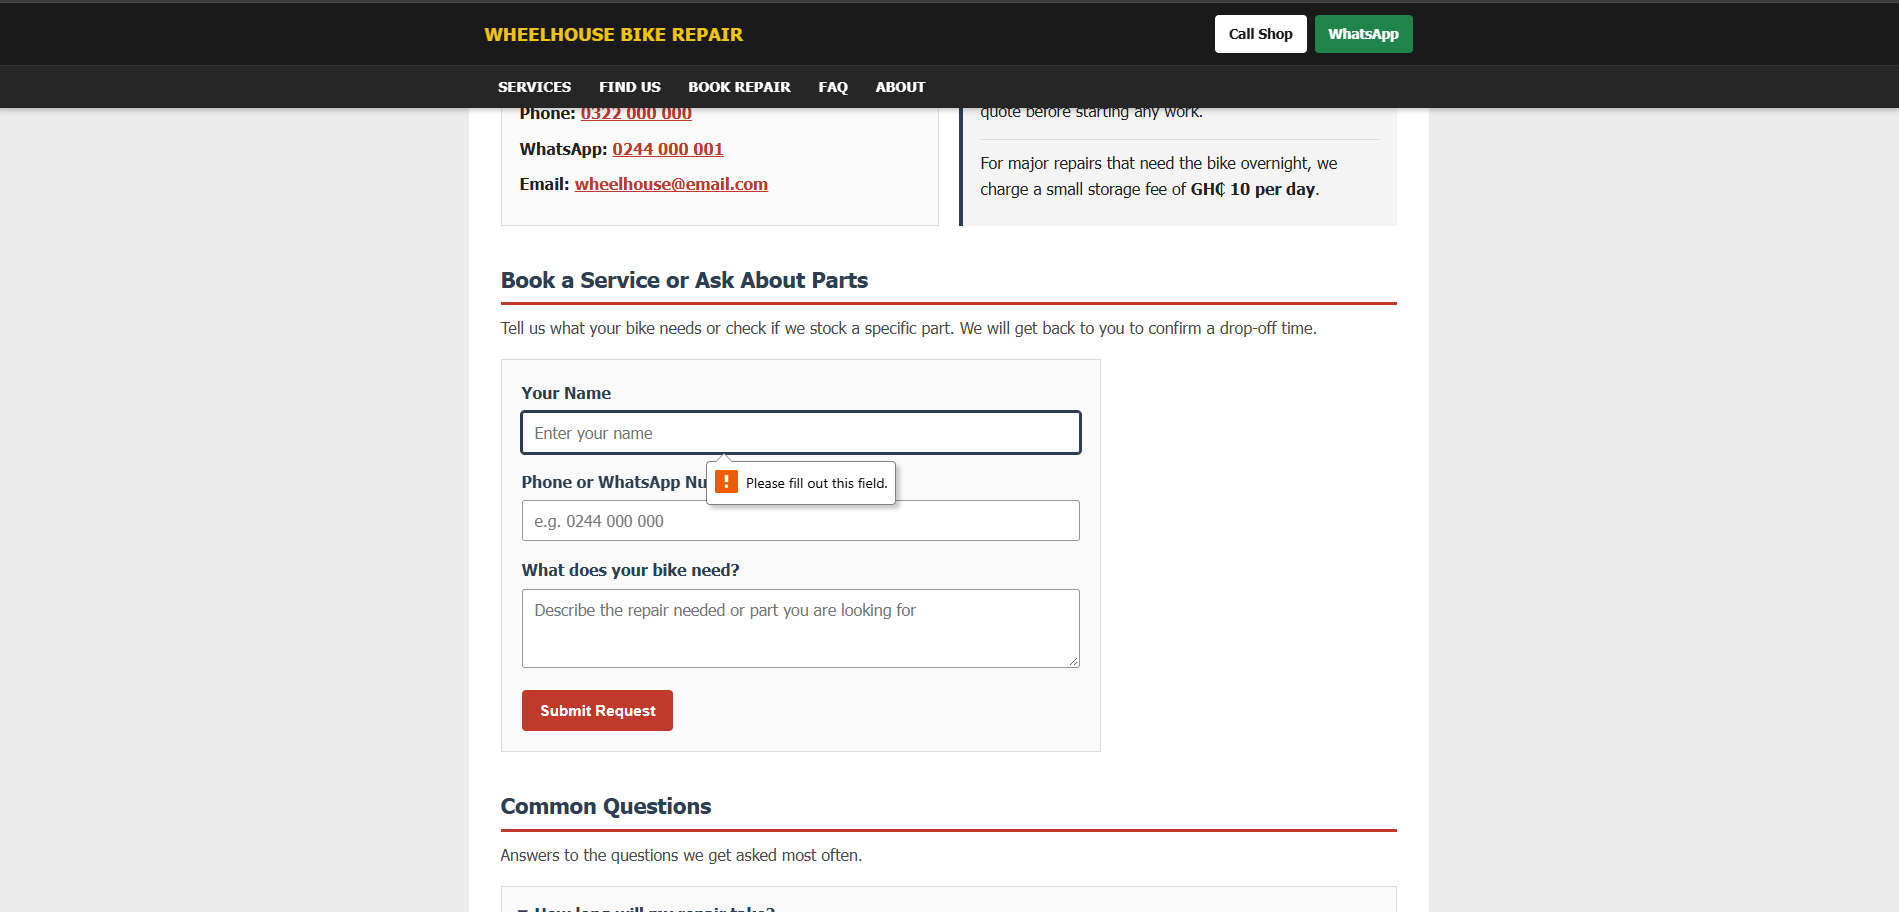 WHEELHOUSE BIKE REPAIR
Call Shop
WhatsApp
SERVICES
FIND US
BOOK REPAIR
FAQ
ABOUT
Phone: 0322 000 000
WhatsApp: 0244 000 001
Email: wheelhouse@email.com
quote before starting any work.
For major repairs that need the bike overnight, we
charge a small storage fee of GH₵ 10 per day.
Book a Service or Ask About Parts
Tell us what your bike needs or check if we stock a specific part. We will get back to you to confirm a drop-off time.
Your Name
Enter your name
Please fill out this field.
Phone or WhatsApp Nu
e.g. 0244 000 000
What does your bike need?
Describe the repair needed or part you are looking for
Submit Request
Common Questions
Answers to the questions we get asked most often.
How long will my repair take?